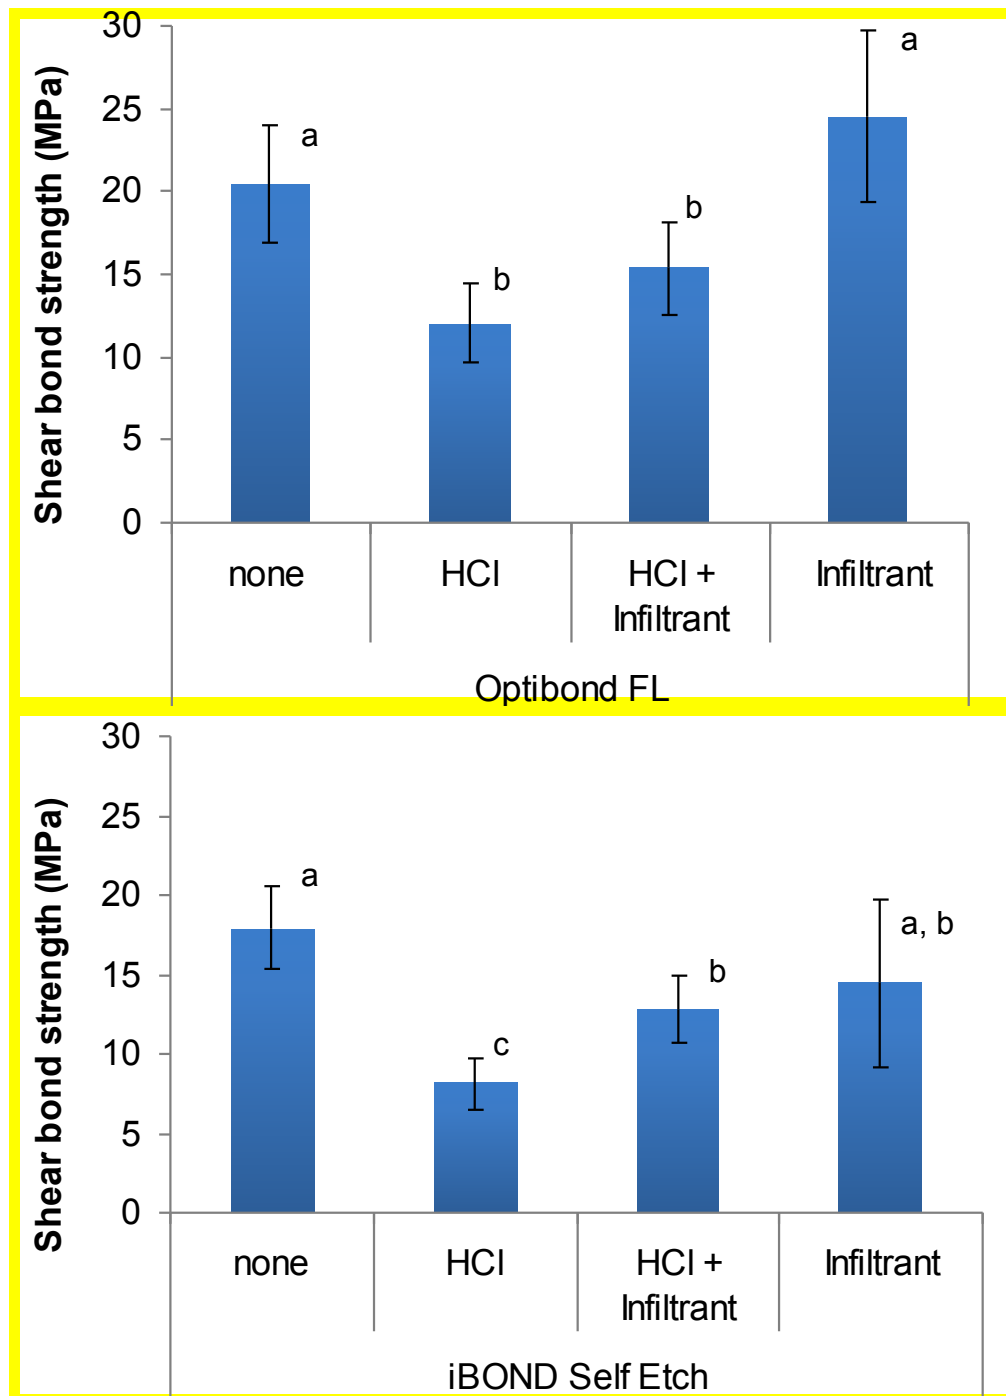 Shear bond strength (MPa)
30
25
20
15
10
5
0
a
b
b
a
none
HCl
HCl +
Infiltrant
Infiltrant
Optibond FL
Shear bond strength (MPa)
30
25
20
15
10
5
0
a
c
b
a, b
none
HCl
HCl +
Infiltrant
Infiltrant
iBOND Self Etch